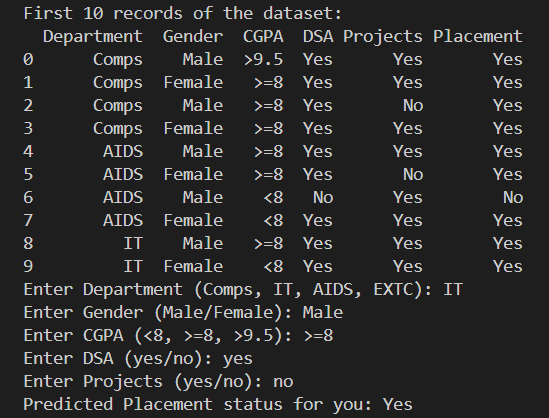 First 10 records of the dataset:
  Department  Gender  CGPA  DSA Projects Placement
0      Comps    Male  >9.5  Yes      Yes       Yes
1      Comps  Female   >=8  Yes      Yes       Yes
2      Comps    Male   >=8  Yes       No       Yes
3      Comps  Female   >=8  Yes      Yes       Yes
4       AIDS    Male   >=8  Yes      Yes       Yes
5       AIDS  Female   >=8  Yes       No       Yes
6       AIDS    Male    <8   No      Yes        No
7       AIDS  Female    <8  Yes      Yes       Yes
8         IT    Male   >=8  Yes      Yes       Yes
9         IT  Female    <8  Yes      Yes       Yes
Enter Department (Comps, IT, AIDS, EXTC): IT
Enter Gender (Male/Female): Male
Enter CGPA (<8, >=8, >9.5): >=8
Enter DSA (yes/no): yes
Enter Projects (yes/no): no
Predicted Placement status for you: Yes